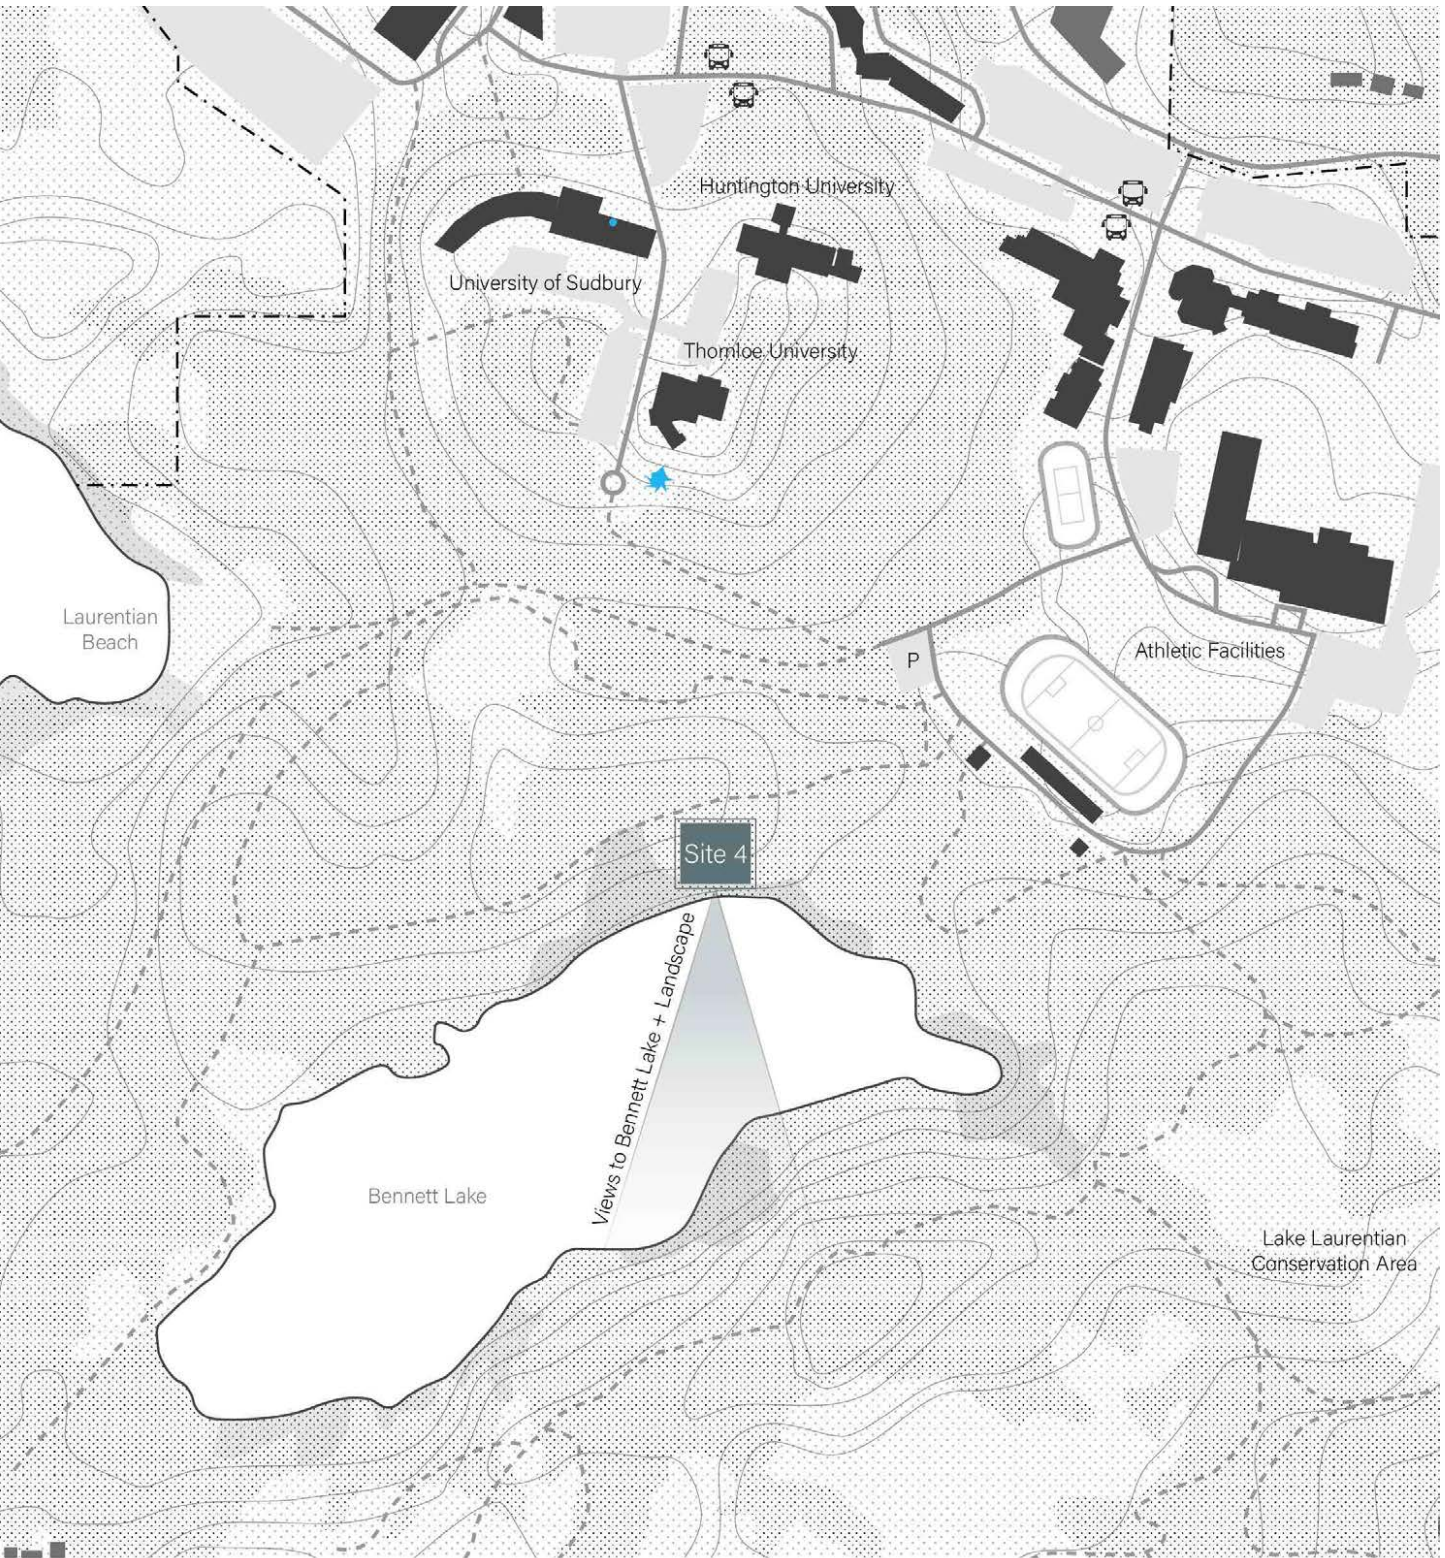 Huntington University
University of Sudbury
Thornloe University
Laurentian
Beach
P
Athletic Facilities
Site 4
Views to Bennett Lake + Landscape
Bennett Lake
Lake Laurentian
Conservation Area